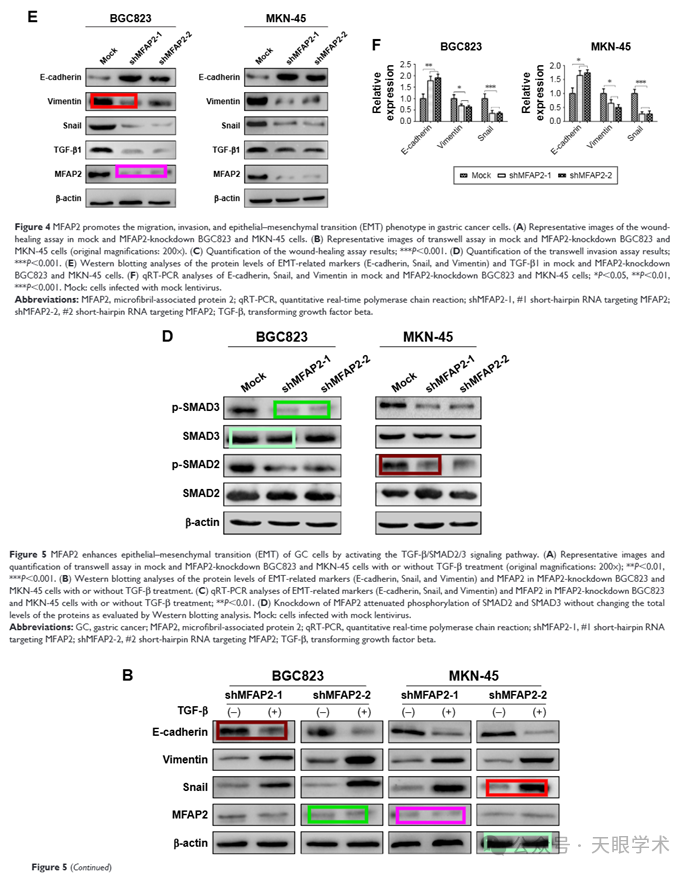 E
BGC823
MKN-45
Mock
shMFAP2-1
shMFAP2-2
Mock
shMFAP2-1
shMFAP2-2
E-cadherin
E-cadherin
Vimentin
Vimentin
Snail
Snail
TGF-β1
TGF-β1
MFAP2
MFAP2
β-actin
β-actin
F
BGC823
MKN-45
Relative
expression
2.5
2.0
1.5
1.0
0.5
0.0
**
*
***
E-cadherin
Vimentin
Snail
Relative
expression
2.5
2.0
1.5
1.0
0.5
0.0
*
*
***
E-cadherin
Vimentin
Snail
Mock
shMFAP2-1
shMFAP2-2
Figure 4 MFAP2 promotes the migration, invasion, and epithelial–mesenchymal transition (EMT) phenotype in gastric cancer cells. (A) Representative images of the wound-
healing assay in mock and MFAP2-knockdown BGC823 and MKN-45 cells. (B) Representative images of transwell assay in mock and MFAP2-knockdown BGC823 and
MKN-45 cells (original magnifications: 200×). (C) Quantification of the wound-healing assay results; ***P<0.001. (D) Quantification of the transwell invasion assay results;
***P<0.001. (E) Western blotting analyses of the protein levels of EMT-related markers (E-cadherin, Snail, and Vimentin) and TGF-β1 in mock and MFAP2-knockdown
BGC823 and MKN-45 cells. (F) qRT-PCR analyses of E-cadherin, Snail, and Vimentin in mock and MFAP2-knockdown BGC823 and MKN-45 cells; *P<0.05, **P<0.01,
***P<0.001. Mock: cells infected with mock lentivirus.
Abbreviations: MFAP2, microfibril-associated protein 2; qRT-PCR, quantitative real-time polymerase chain reaction; shMFAP2-1, #1 short-hairpin RNA targeting MFAP2;
shMFAP2-2, #2 short-hairpin RNA targeting MFAP2; TGF-β, transforming growth factor beta.
D
BGC823
MKN-45
Mock
shMFAP2-1
shMFAP2-2
Mock
shMFAP2-1
shMFAP2-2
p-SMAD3
SMAD3
p-SMAD2
SMAD2
β-actin
Figure 5 MFAP2 enhances epithelial–mesenchymal transition (EMT) of GC cells by activating the TGF-β/SMAD2/3 signaling pathway. (A) Representative images and
quantification of transwell assay in mock and MFAP2-knockdown BGC823 and MKN-45 cells with or without TGF-β treatment (original magnifications: 200×); **P<0.01,
***P<0.001. (B) Western blotting analyses of the protein levels of EMT-related markers (E-cadherin, Snail, and Vimentin) and MFAP2 in MFAP2-knockdown BGC823 and
MKN-45 cells with or without TGF-β treatment. (C) qRT-PCR analyses of EMT-related markers (E-cadherin, Snail, and Vimentin) and MFAP2 in MFAP2-knockdown BGC823
and MKN-45 cells with or without TGF-β treatment; **P<0.01. (D) Knockdown of MFAP2 attenuated phosphorylation of SMAD2 and SMAD3 without changing the total
levels of the proteins as evaluated by Western blotting analysis. Mock: cells infected with mock lentivirus.
Abbreviations: GC, gastric cancer; MFAP2, microfibril-associated protein 2; qRT-PCR, quantitative real-time polymerase chain reaction; shMFAP2-1, #1 short-hairpin RNA
targeting MFAP2; shMFAP2-2, #2 short-hairpin RNA targeting MFAP2; TGF-β, transforming growth factor beta.
B
BGC823
MKN-45
shMFAP2-1 shMFAP2-2 shMFAP2-1 shMFAP2-2
TGF-β (–) (+) (–) (+) (–) (+) (–) (+)
E-cadherin
Vimentin
Snail
MFAP2
β-actin
公众号 · 天眼学术
Figure 5 (Continued)